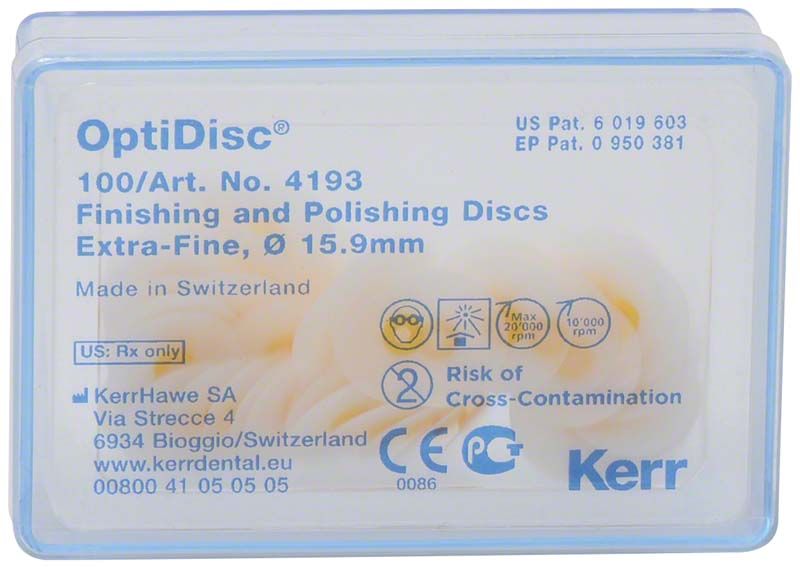 OptiDisc®
US Pat. 6 019 603
EP Pat. 0 950 381
100/Art. No. 4193
Finishing and Polishing Discs
Extra-Fine, Ø 15.9mm
Made in Switzerland
Max
20'000
rpm
10'000
rpm
US: Rx only
2
Risk of
Cross-Contamination
KerrHawe SA
Via Strecce 4
6934 Bioggio/Switzerland
www.kerrdental.eu
00800 41 05 05 05
CE
0086
PCT
Kerr